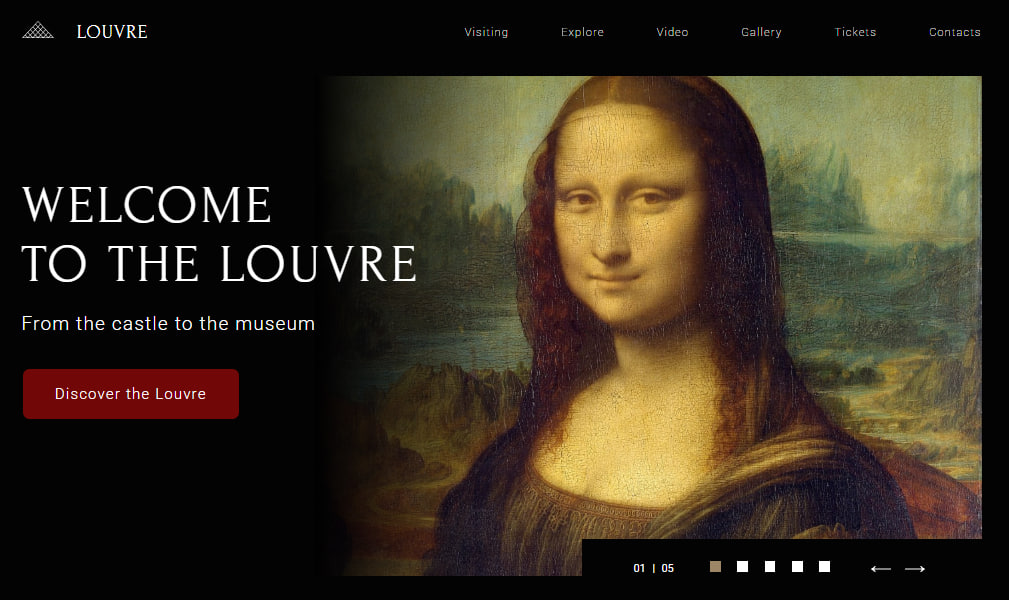 LOUVRE
Visiting Explore Video Gallery Tickets Contacts
WELCOME
TO THE LOUVRE
From the castle to the museum
Discover the Louvre
01 | 05